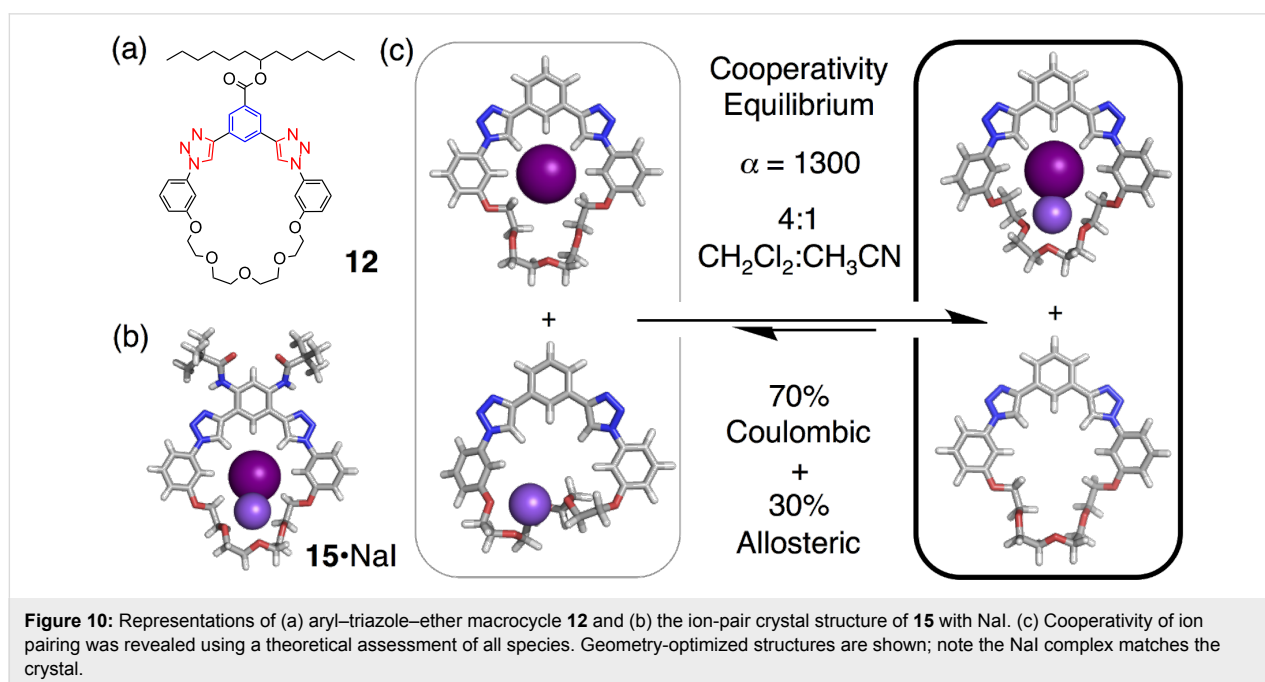 (a)
O
O
N
N
N
N
N
N
O
O
O
O
O
12
(b)
15•NaI
(c)
Cooperativity
Equilibrium
α = 1300
4:1
CH2Cl2:CH3CN
+
+
70%
Coulombic
+
30%
Allosteric
Figure 10: Representations of (a) aryl–triazole–ether macrocycle 12 and (b) the ion-pair crystal structure of 15 with NaI. (c) Cooperativity of ion
pairing was revealed using a theoretical assessment of all species. Geometry-optimized structures are shown; note the NaI complex matches the
crystal.